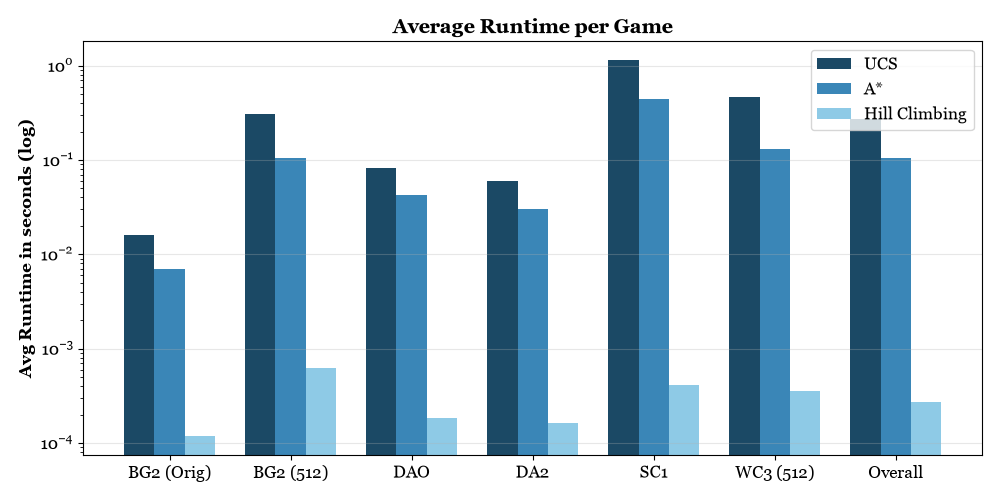 Average Runtime per Game
Avg Runtime in seconds (log)
10⁰
10⁻¹
10⁻²
10⁻³
10⁻⁴
UCS
A*
Hill Climbing
BG2 (Orig)
BG2 (512)
DAO
DA2
SC1
WC3 (512)
Overall